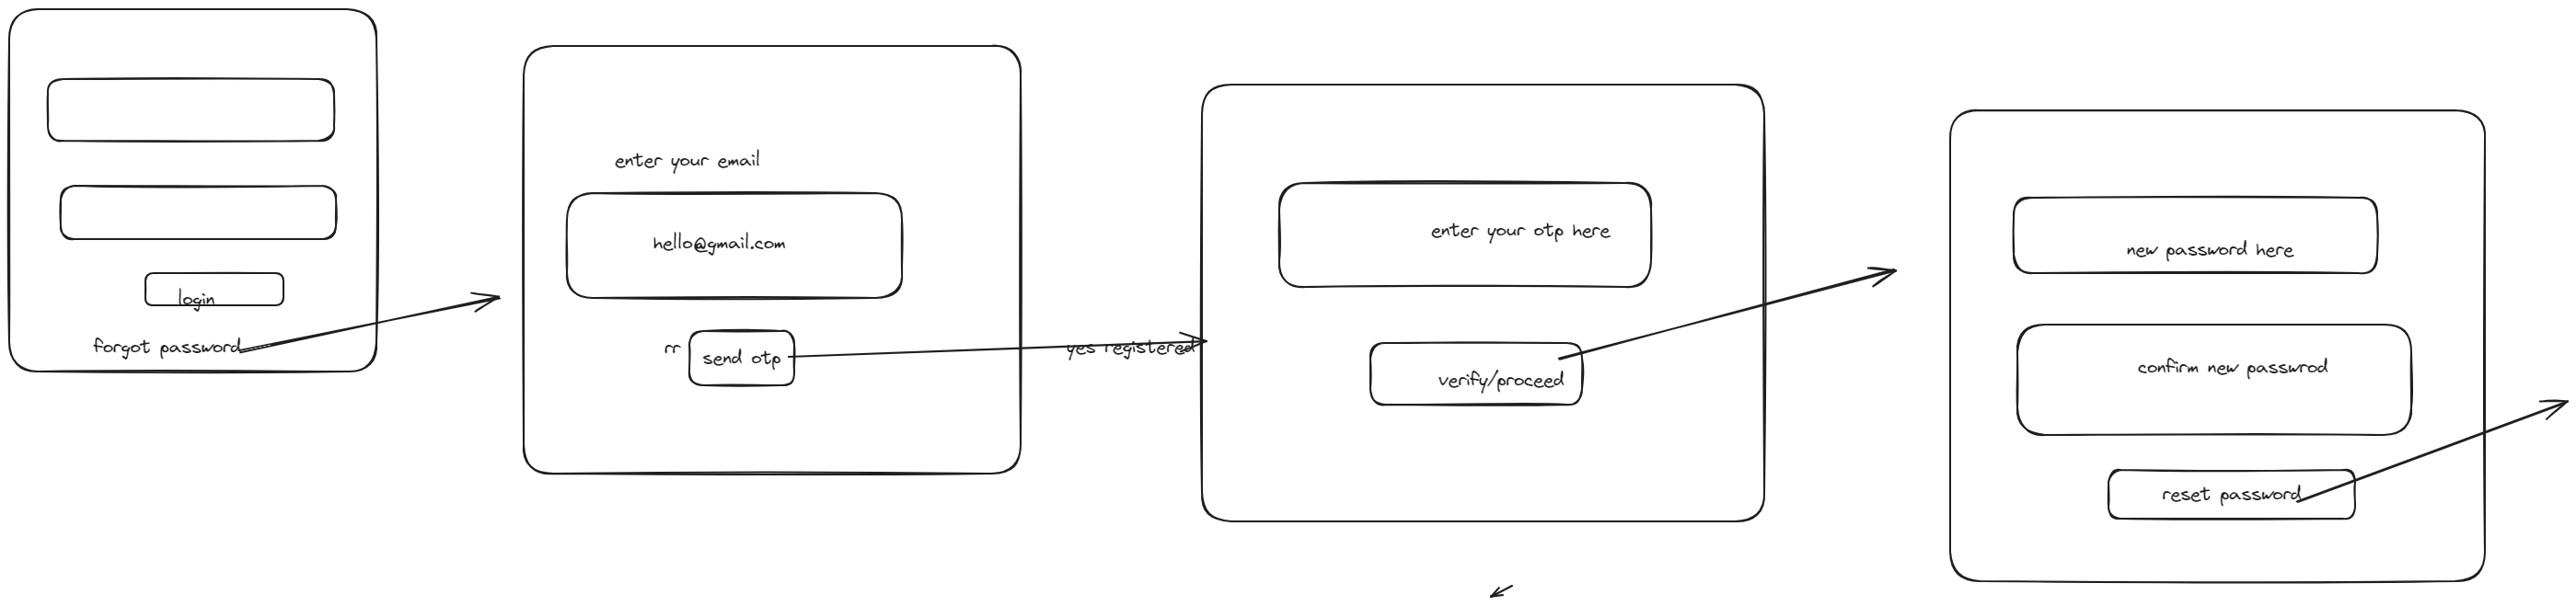 login
forgot password
enter your email
hello@gmail.com
rr
send otp
yes registered
enter your otp here
verify/proceed
new password here
confirm new passwrod
reset password